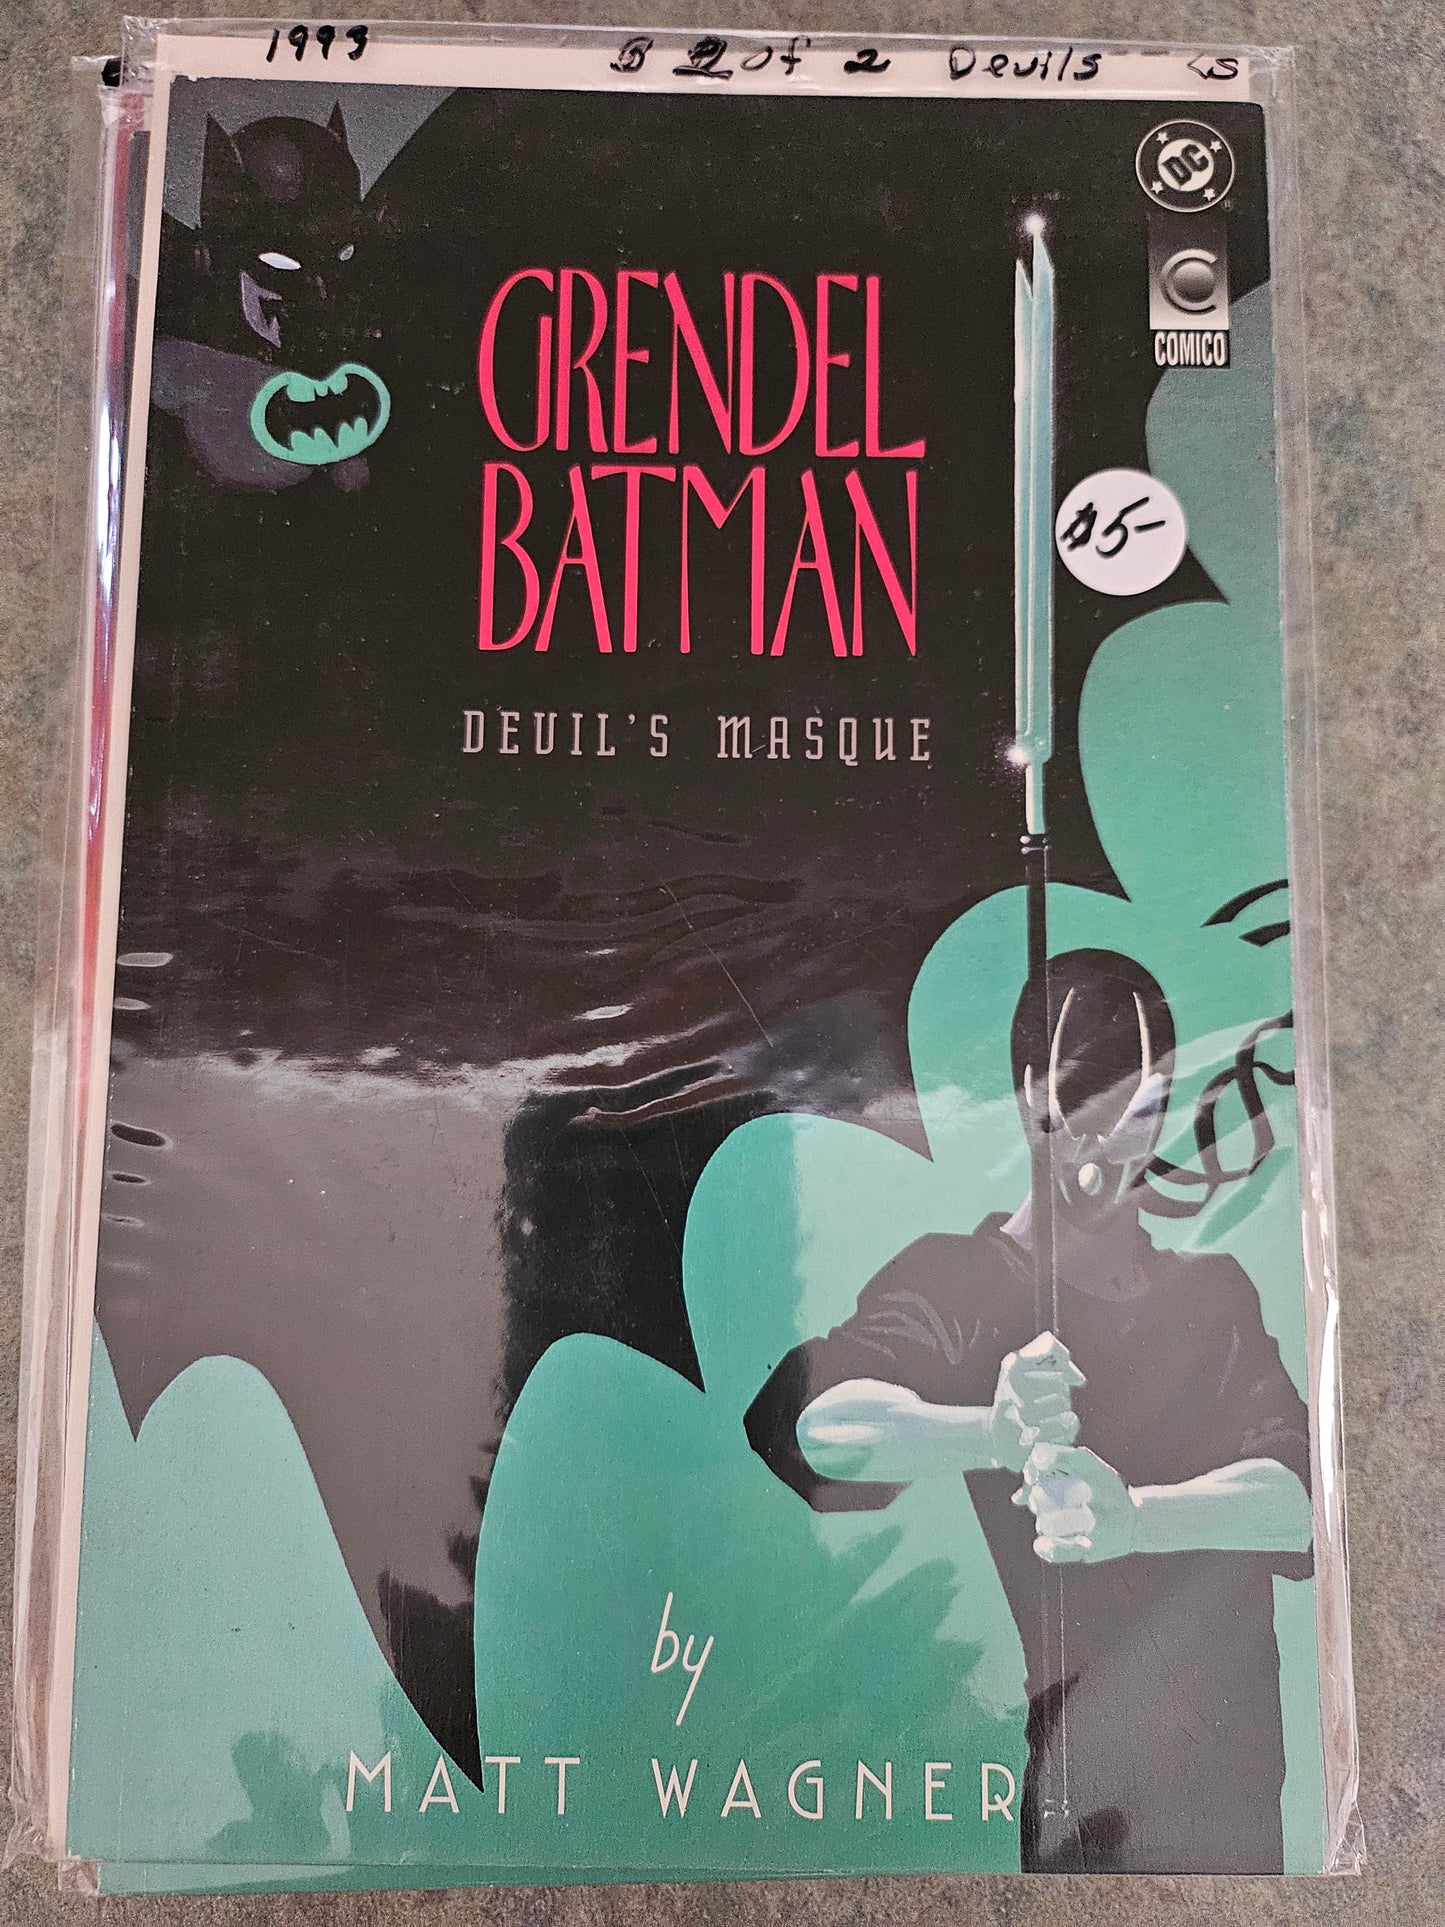 1993
2 of 2 Devils
DC
COMICO
GRENDEL
BATMAN
$5-
DEVIL'S MASQUE
by
MATT WAGNER